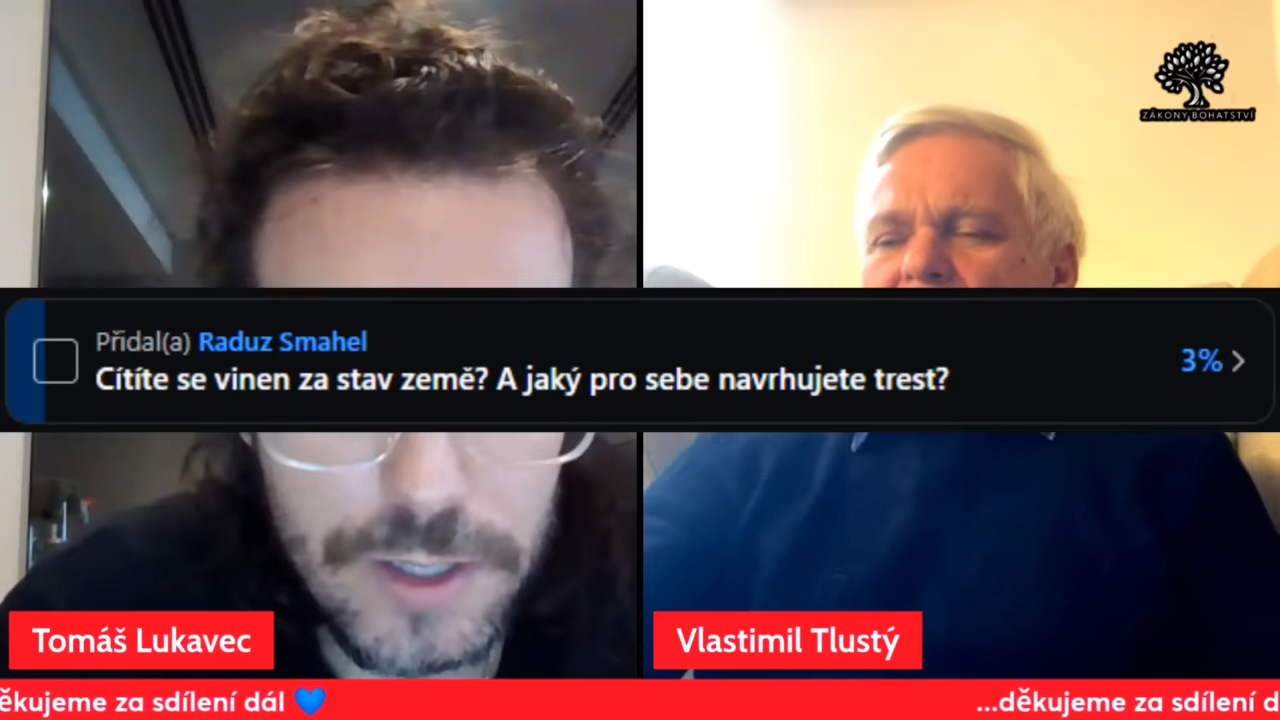 ZÁKONY BOHATSTVÍ
Přidal(a) Raduz Smahel
Cítíte se vinen za stav země? A jaký pro sebe navrhujete trest?
3%
Tomáš Lukavec
Vlastimil Tlustý
ěkujeme za sdílení dál 💙
...děkujeme za sdílení d